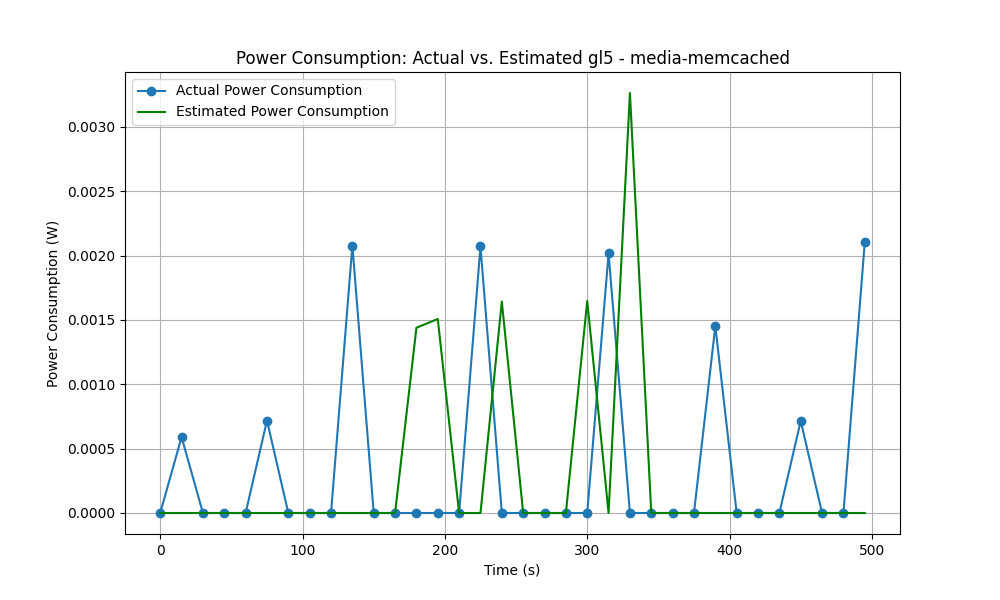 Power Consumption: Actual vs. Estimated gl5 - media-memcached
Actual Power Consumption
Estimated Power Consumption
Power Consumption (W)
0.0030
0.0025
0.0020
0.0015
0.0010
0.0005
0.0000
0 100 200 300 400 500
Time (s)